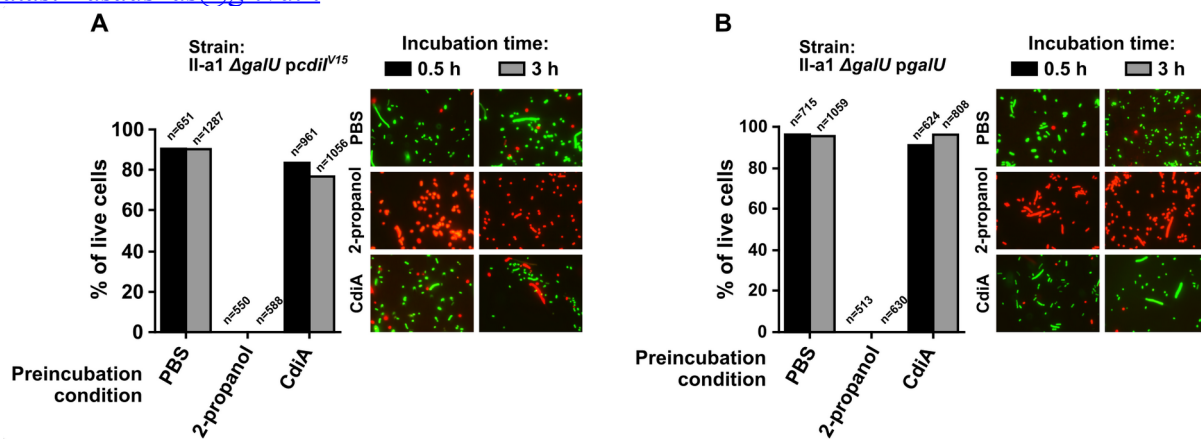 A
Strain:
II-a1 ΔgalU pcdiI^V15
Incubation time:
0.5 h
3 h
% of live cells
100
80
60
40
20
0
n=651
n=1287
n=550
n=588
n=961
n=1056
PBS
2-propanol
CdiA
Preincubation
condition
PBS
2-propanol
CdiA
B
Strain:
II-a1 ΔgalU pgalU
Incubation time:
0.5 h
3 h
% of live cells
100
80
60
40
20
0
n=715
n=1059
n=513
n=630
n=624
n=808
PBS
2-propanol
CdiA
Preincubation
condition
PBS
2-propanol
CdiA